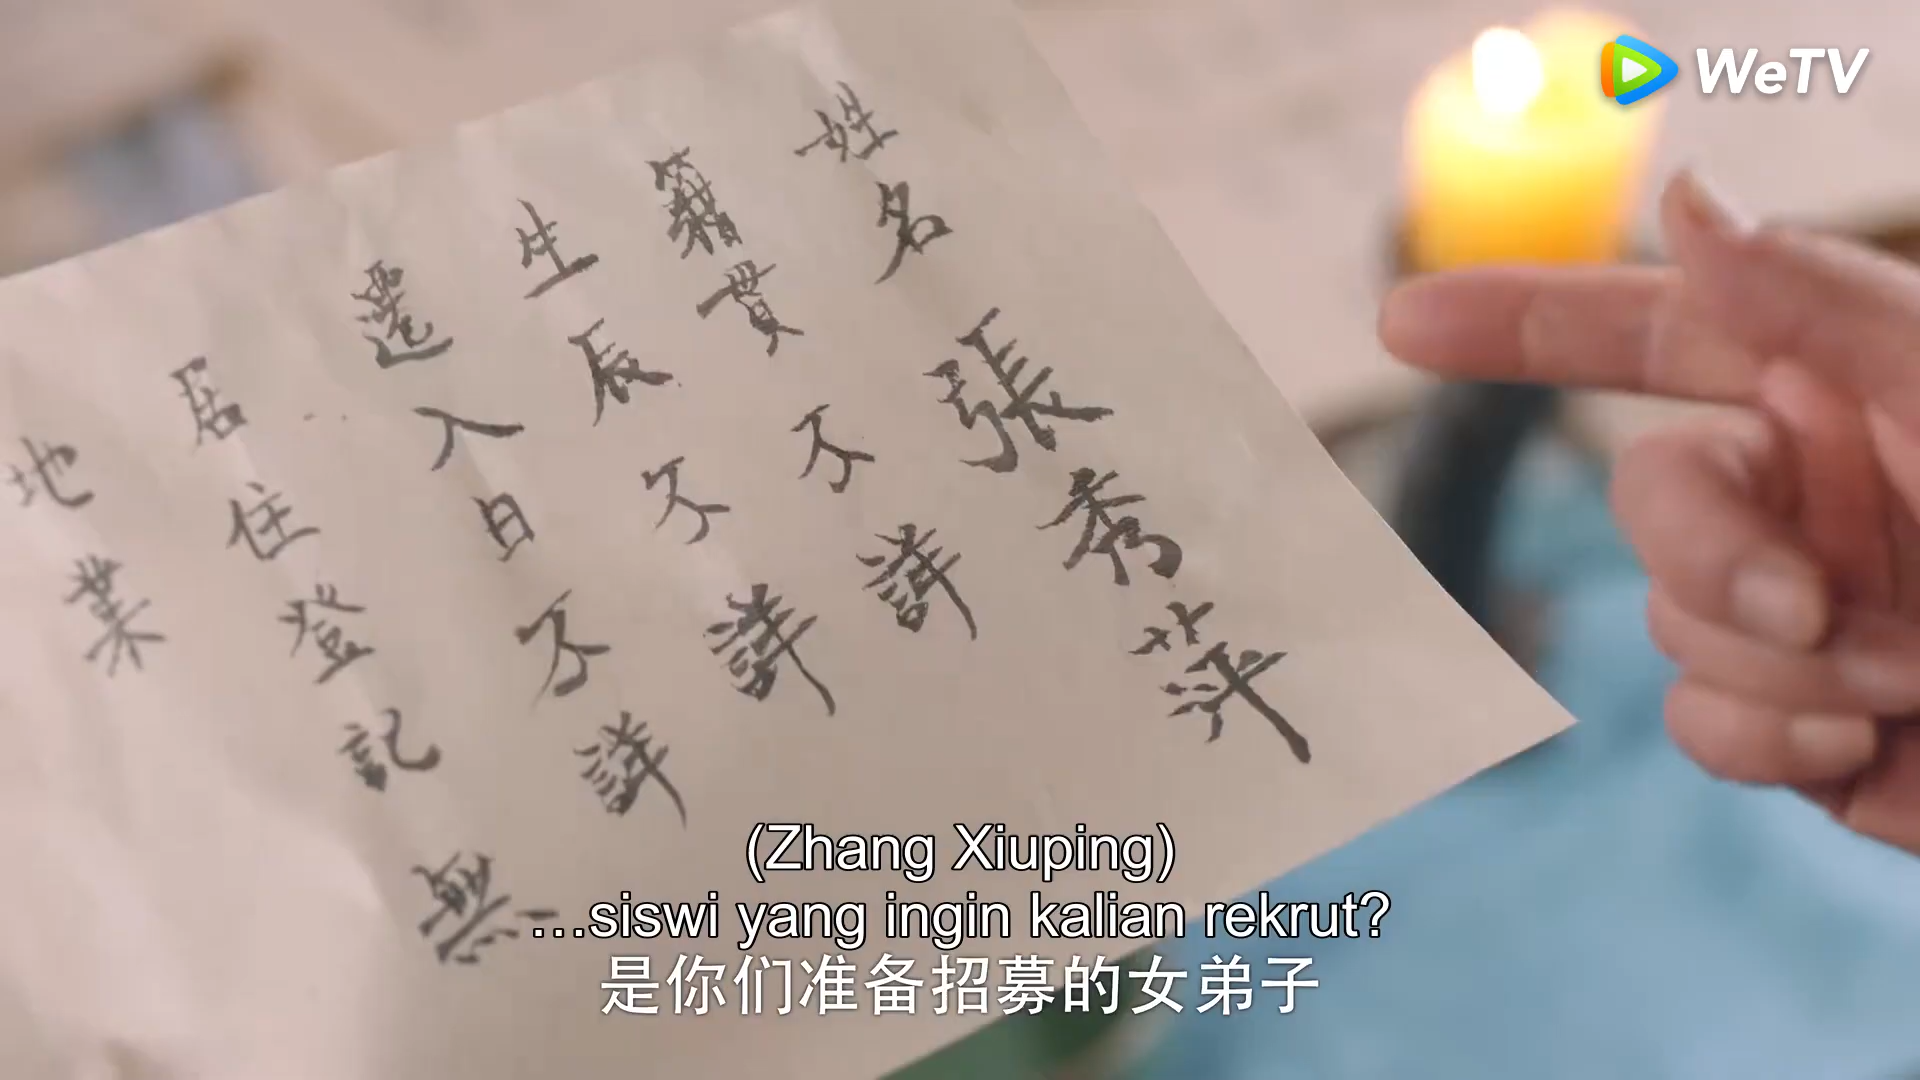 WeTV
姓名 張秀萍
籍貫 不詳
生辰 不詳
遷入日 不詳
居住登記 無
地業
(Zhang Xiuping)
…siswi yang ingin kalian rekrut?
是你们准备招募的女弟子